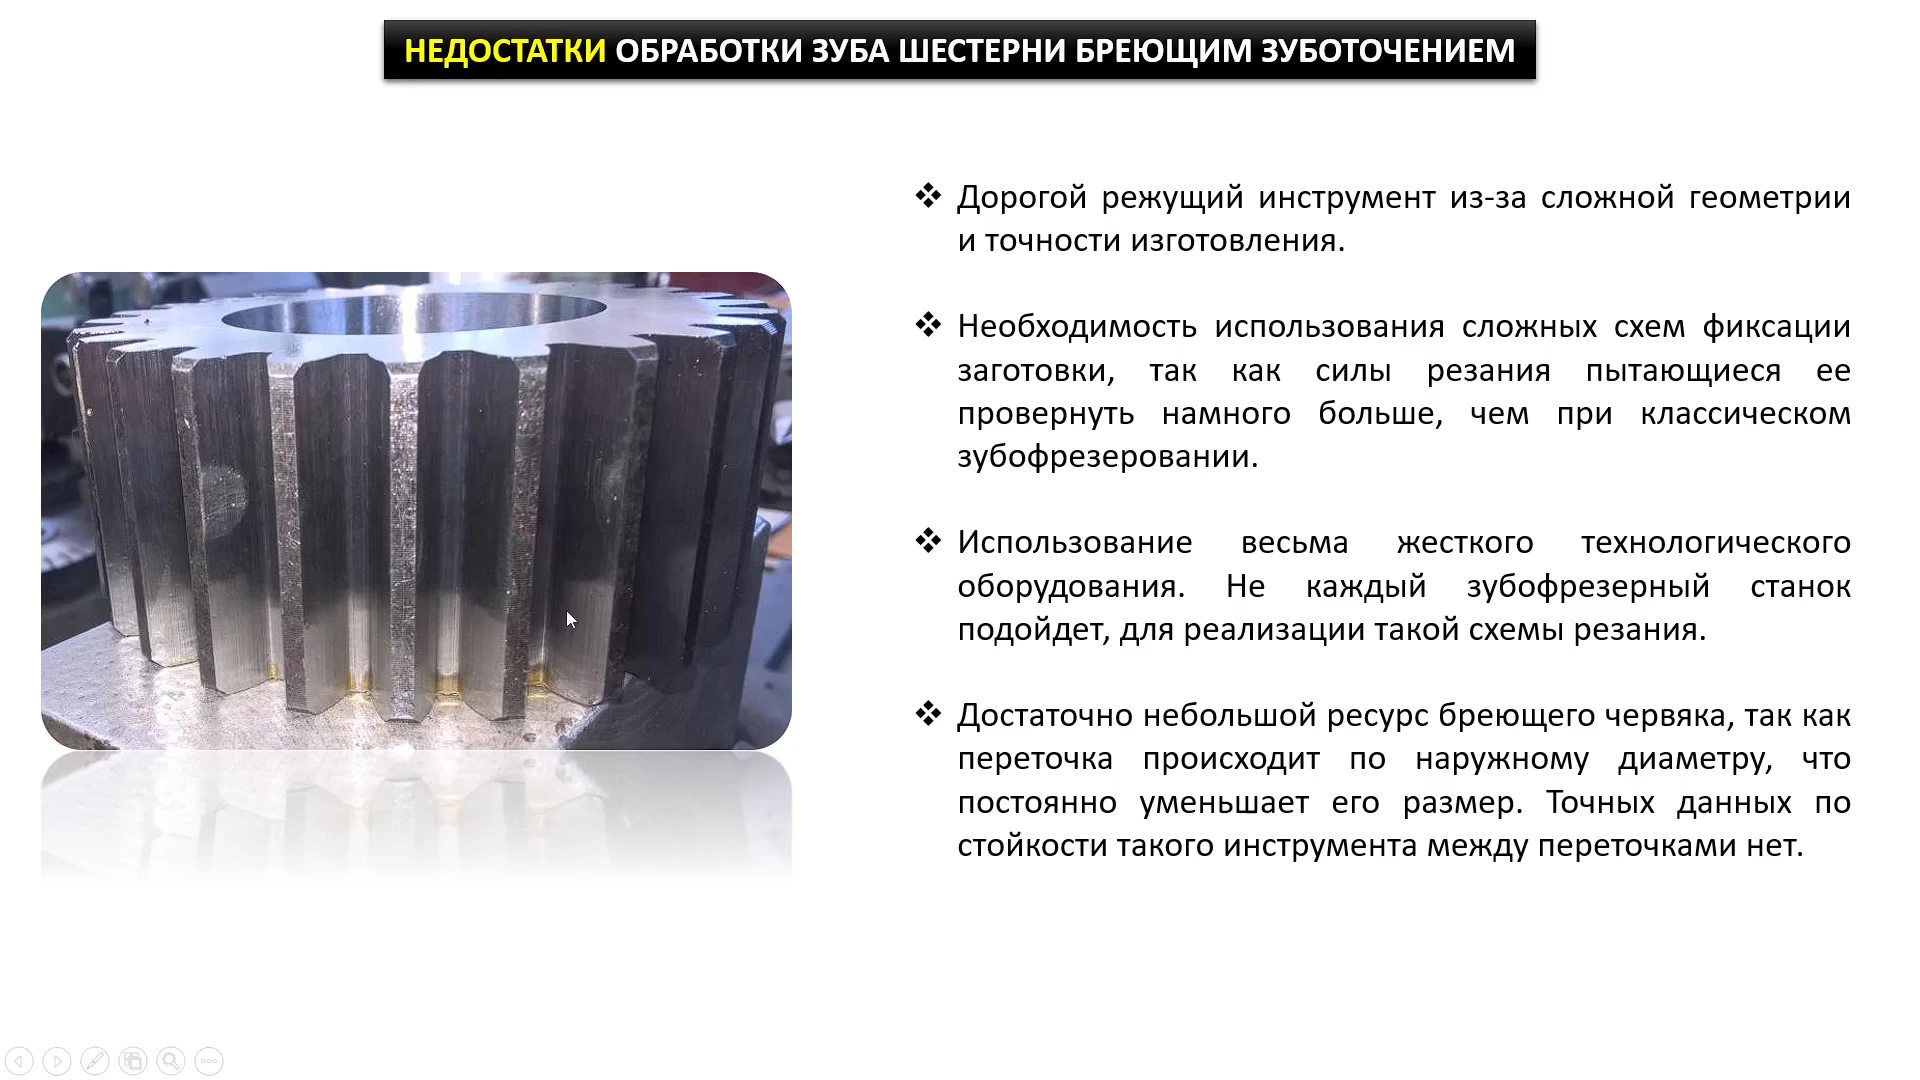 НЕДОСТАТКИ ОБРАБОТКИ ЗУБА ШЕСТЕРНИ БРЕЮЩИМ ЗУБОТОЧЕНИЕМ
❖ Дорогой режущий инструмент из-за сложной геометрии
и точности изготовления.
❖ Необходимость использования сложных схем фиксации
заготовки, так как силы резания пытающиеся ее
провернуть намного больше, чем при классическом
зубофрезеровании.
❖ Использование весьма жесткого технологического
оборудования. Не каждый зубофрезерный станок
подойдет, для реализации такой схемы резания.
❖ Достаточно небольшой ресурс бреющего червяка, так как
переточка происходит по наружному диаметру, что
постоянно уменьшает его размер. Точных данных по
стойкости такого инструмента между переточками нет.